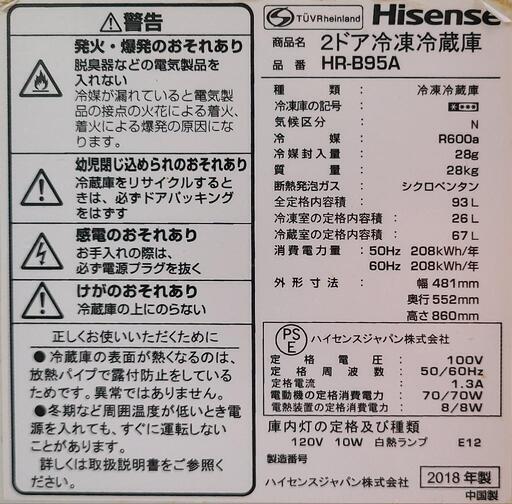 ⚠警告
発火・爆発のおそれあり
脱臭器などの電気製品を
入れない
冷媒が漏れていると電気製
品の接点の火花による着火、
着火による爆発の原因にな
ります。
幼児閉じ込められのおそれあり
冷蔵庫をリサイクルすると
きは、必ずドアパッキング
をはずす
感電のおそれあり
お手入れの際は、
必ず電源プラグを抜く
けがのおそれあり
冷蔵庫の上にのらない
正しくお使いいただくために
●冷蔵庫の表面が熱くなるのは、
放熱パイプで露付防止をしている
ためです。異常ではありません。
●冬期など周囲温度が低いとき電
源を入れても、すぐに運転しない
ことがあります。
詳しくは取扱説明書をご参照く
ださい。
TÜVRheinland Hisense
商品名 2ドア冷凍冷蔵庫
品番 HR-B95A
種類:冷凍冷蔵庫
冷凍庫の記号:
気候区分: N
冷媒: R600a
冷媒封入量: 28g
質量: 28kg
断熱発泡ガス: シクロペンタン
全定格内容積: 93L
冷凍室の定格内容積: 26L
冷蔵室の定格内容積: 67L
消費電力量: 50Hz 208kWh/年
60Hz 208kWh/年
外形寸法: 幅481mm
奥行552mm
高さ860mm
PSE ハイセンスジャパン株式会社
定格電圧: 100V
定格周波数: 50/60Hz
定格電流: 1.3A
電動機の定格消費電力: 70/70W
電熱装置の定格消費電力: 8/8W
庫内灯の定格及び種類
120V 10W 白熱ランプ E12
製造番号
ハイセンスジャパン株式会社 2018年製
中国製